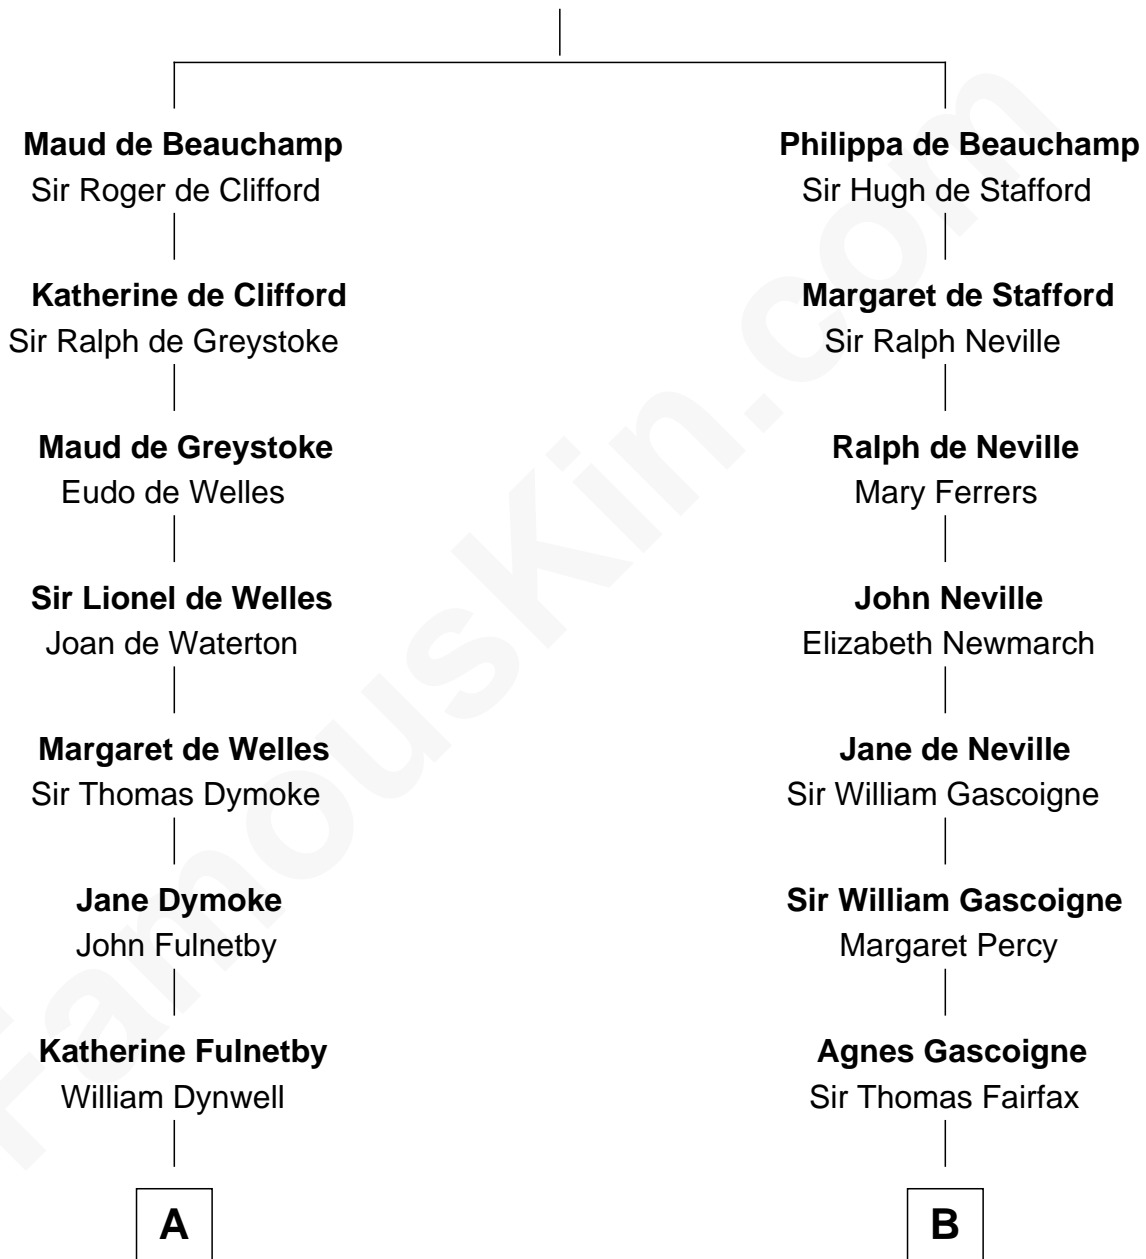 Maud de Beauchamp
Sir Roger de Clifford
Katherine de Clifford
Sir Ralph de Greystoke
Maud de Greystoke
Eudo de Welles
Sir Lionel de Welles
Joan de Waterton
Margaret de Welles
Sir Thomas Dymoke
Jane Dymoke
John Fulnetby
Katherine Fulnetby
William Dynwell
A
Philippa de Beauchamp
Sir Hugh de Stafford
Margaret de Stafford
Sir Ralph Neville
Ralph de Neville
Mary Ferrers
John Neville
Elizabeth Newmarch
Jane de Neville
Sir William Gascoigne
Sir William Gascoigne
Margaret Percy
Agnes Gascoigne
Sir Thomas Fairfax
B
FamousKin.com